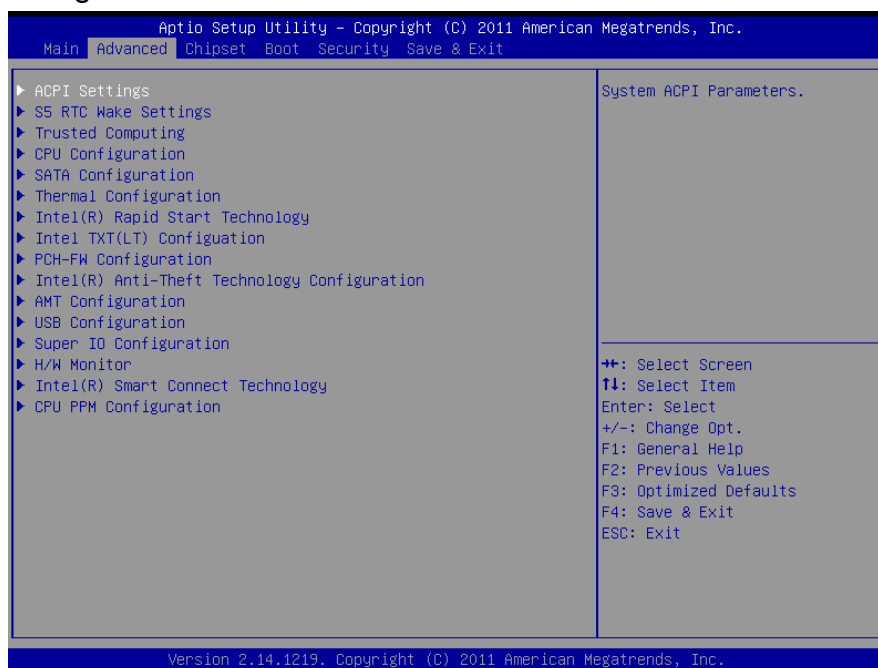 Aptio Setup Utility – Copyright (C) 2011 American Megatrends, Inc.
Main Advanced Chipset Boot Security Save & Exit
▶ ACPI Settings
▶ S5 RTC Wake Settings
▶ Trusted Computing
▶ CPU Configuration
▶ SATA Configuration
▶ Thermal Configuration
▶ Intel(R) Rapid Start Technology
▶ Intel TXT(LT) Configuation
▶ PCH-FW Configuration
▶ Intel(R) Anti-Theft Technology Configuration
▶ AMT Configuration
▶ USB Configuration
▶ Super IO Configuration
▶ H/W Monitor
▶ Intel(R) Smart Connect Technology
▶ CPU PPM Configuration
System ACPI Parameters.
→←: Select Screen
↑↓: Select Item
Enter: Select
+/-: Change Opt.
F1: General Help
F2: Previous Values
F3: Optimized Defaults
F4: Save & Exit
ESC: Exit
Version 2.14.1219. Copyright (C) 2011 American Megatrends, Inc.